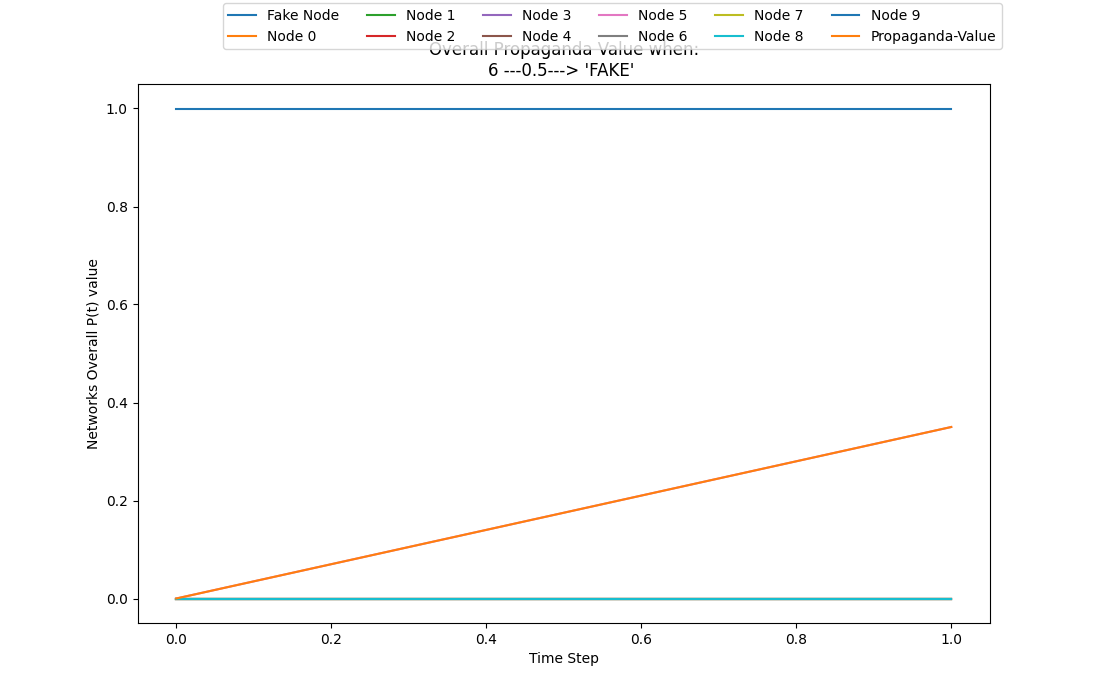 Fake Node Node 1 Node 3 Node 5 Node 7 Node 9
Node 0 Node 2 Node 4 Node 6 Node 8 Propaganda-Value
Overall Propaganda Value when:
6 ---0.5---> 'FAKE'
1.0
0.8
0.6
0.4
0.2
0.0
Networks Overall P(t) value
0.0 0.2 0.4 0.6 0.8 1.0
Time Step